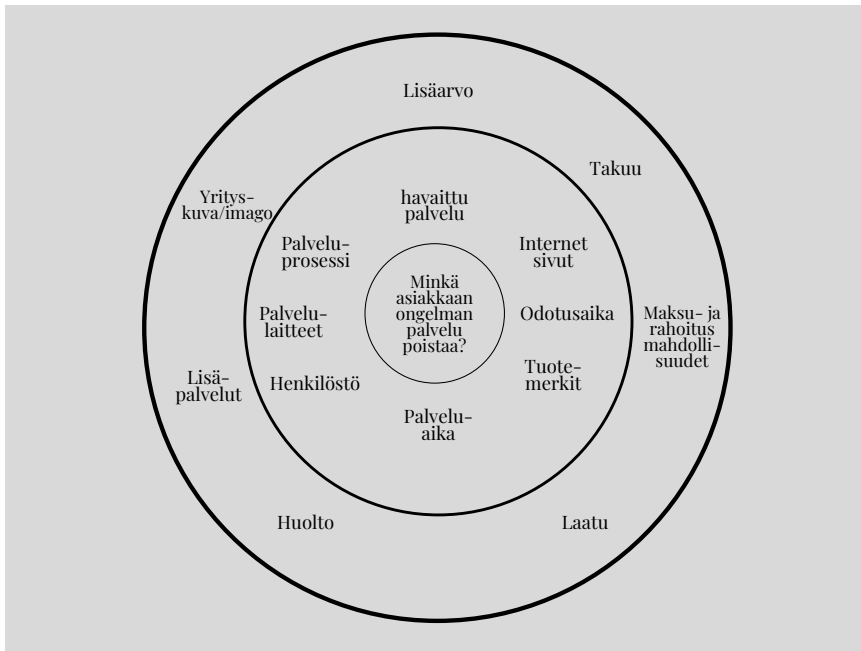 Lisäarvo
Takuu
Yritys-
kuva/imago
havaittu
palvelu
Palvelu-
prosessi
Internet
sivut
Minkä
asiakkaan
ongelman
palvelu
poistaa?
Palvelu-
laitteet
Odotusaika
Maksu- ja
rahoitus
mahdolli-
suudet
Lisä-
palvelut
Henkilöstö
Tuote-
merkit
Palvelu-
aika
Huolto
Laatu